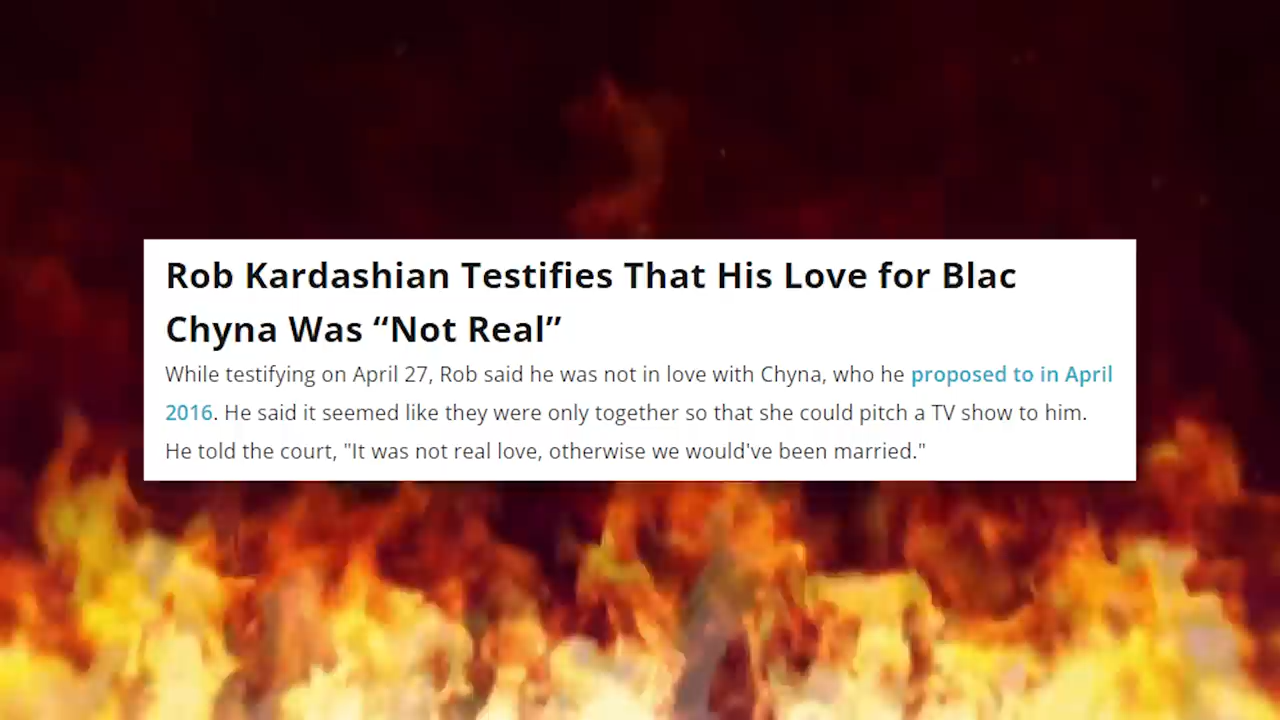 Rob Kardashian Testifies That His Love for Blac
Chyna Was “Not Real”
While testifying on April 27, Rob said he was not in love with Chyna, who he proposed to in April
2016. He said it seemed like they were only together so that she could pitch a TV show to him.
He told the court, "It was not real love, otherwise we would've been married."